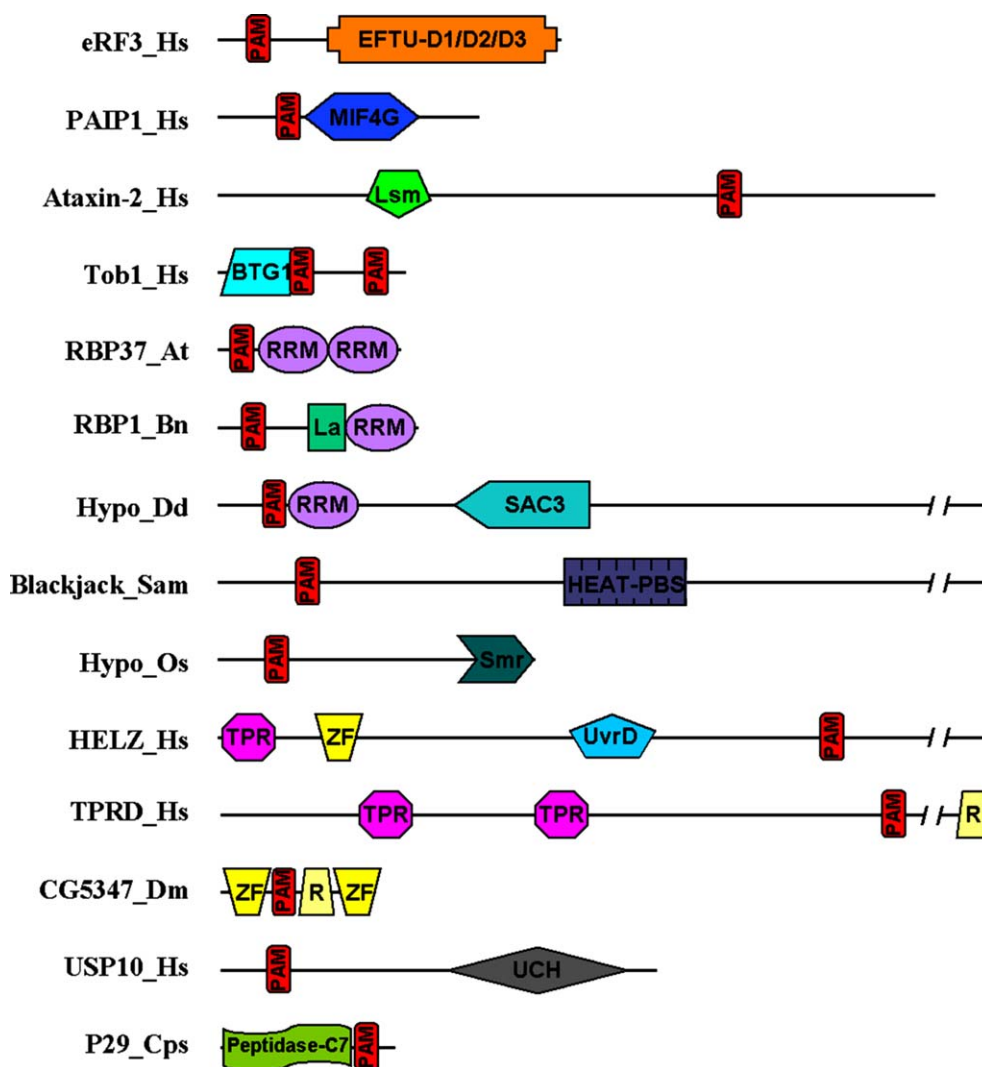 eRF3_Hs PAM EFTU-D1/D2/D3
PAIP1_Hs PAM MIF4G
Ataxin-2_Hs Lsm PAM
Tob1_Hs BTG1 PAM PAM
RBP37_At PAM RRM RRM
RBP1_Bn PAM La RRM
Hypo_Dd PAM RRM SAC3
Blackjack_Sam PAM HEAT-PBS
Hypo_Os PAM Smr
HELZ_Hs TPR ZF UvrD PAM
TPRD_Hs TPR TPR PAM R
CG5347_Dm ZF PAM R ZF
USP10_Hs PAM UCH
P29_Cps Peptidase-C7 PAM